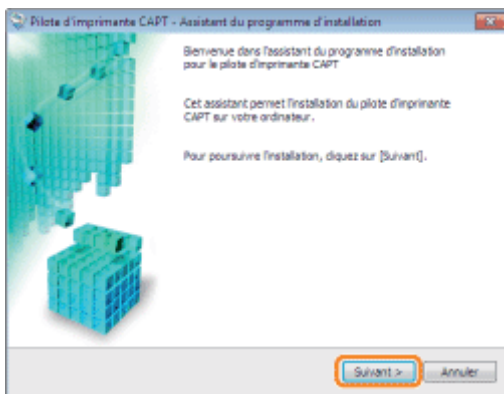 Pilote d'imprimante CAPT - Assistant du programme d'installation
Bienvenue dans l'assistant du programme d'installation
pour le pilote d'imprimante CAPT
Cet assistant permet l'installation du pilote d'imprimante
CAPT sur votre ordinateur.
Pour poursuivre l'installation, cliquez sur [Suivant].
Suivant >
Annuler